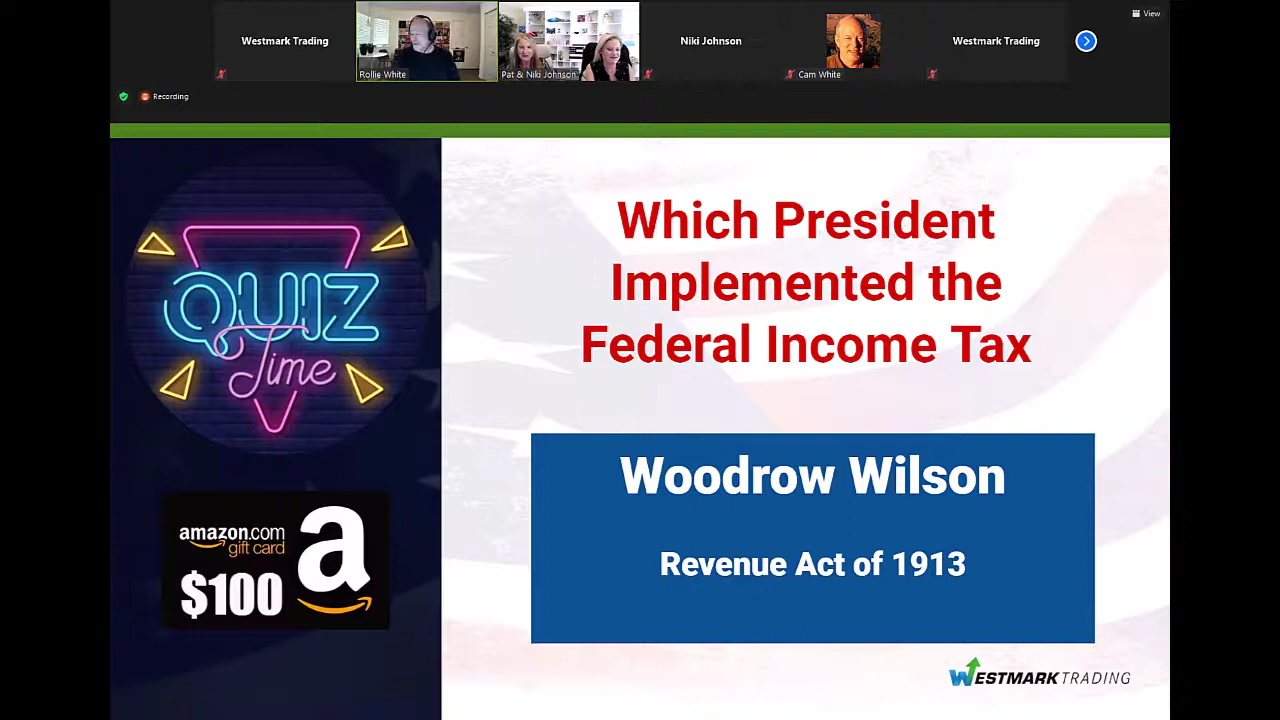 Westmark Trading
Rollie White
Pat & Niki Johnson
Niki Johnson
Cam White
Westmark Trading
View
Recording
QUIZ
Time
amazon.com
gift card
$100
a
Which President
Implemented the
Federal Income Tax
Woodrow Wilson
Revenue Act of 1913
WESTMARK TRADING